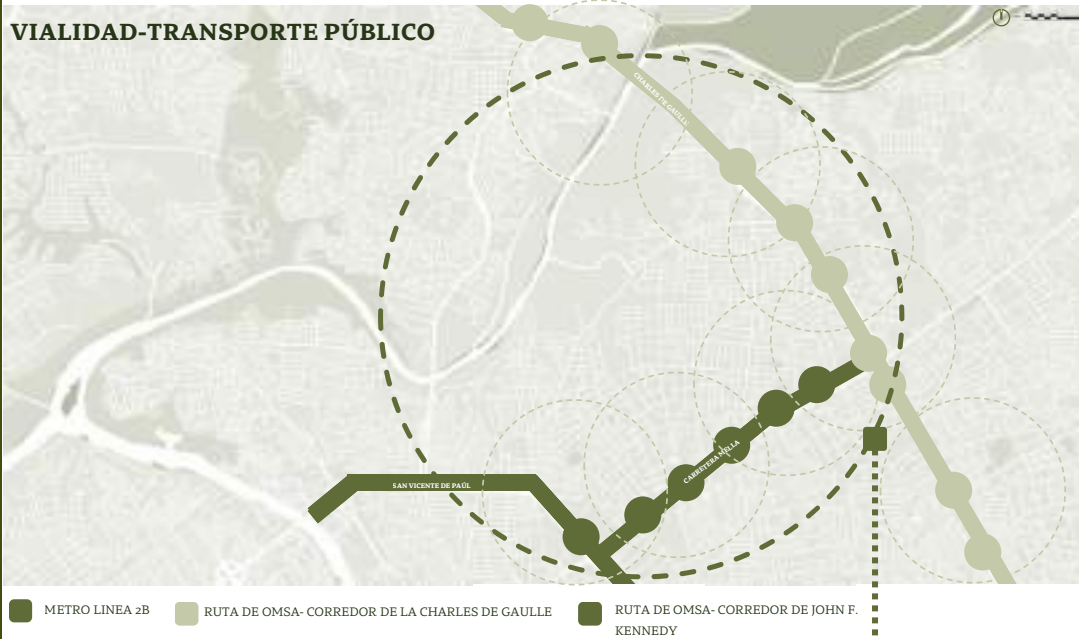 VIALIDAD-TRANSPORTE PÚBLICO
CHARLES DE GAULLE
CARRETERA MELLA
SAN VICENTE DE PAÚL
METRO LINEA 2B
RUTA DE OMSA- CORREDOR DE LA CHARLES DE GAULLE
RUTA DE OMSA- CORREDOR DE JOHN F.
KENNEDY